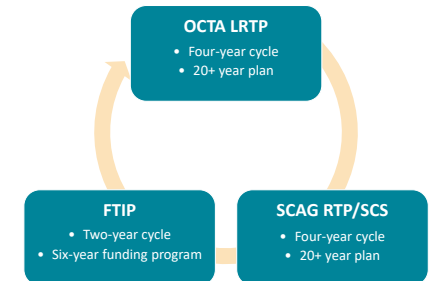 OCTA LRTP
• Four-year cycle
• 20+ year plan
FTIP
• Two-year cycle
• Six-year funding program
SCAG RTP/SCS
• Four-year cycle
• 20+ year plan